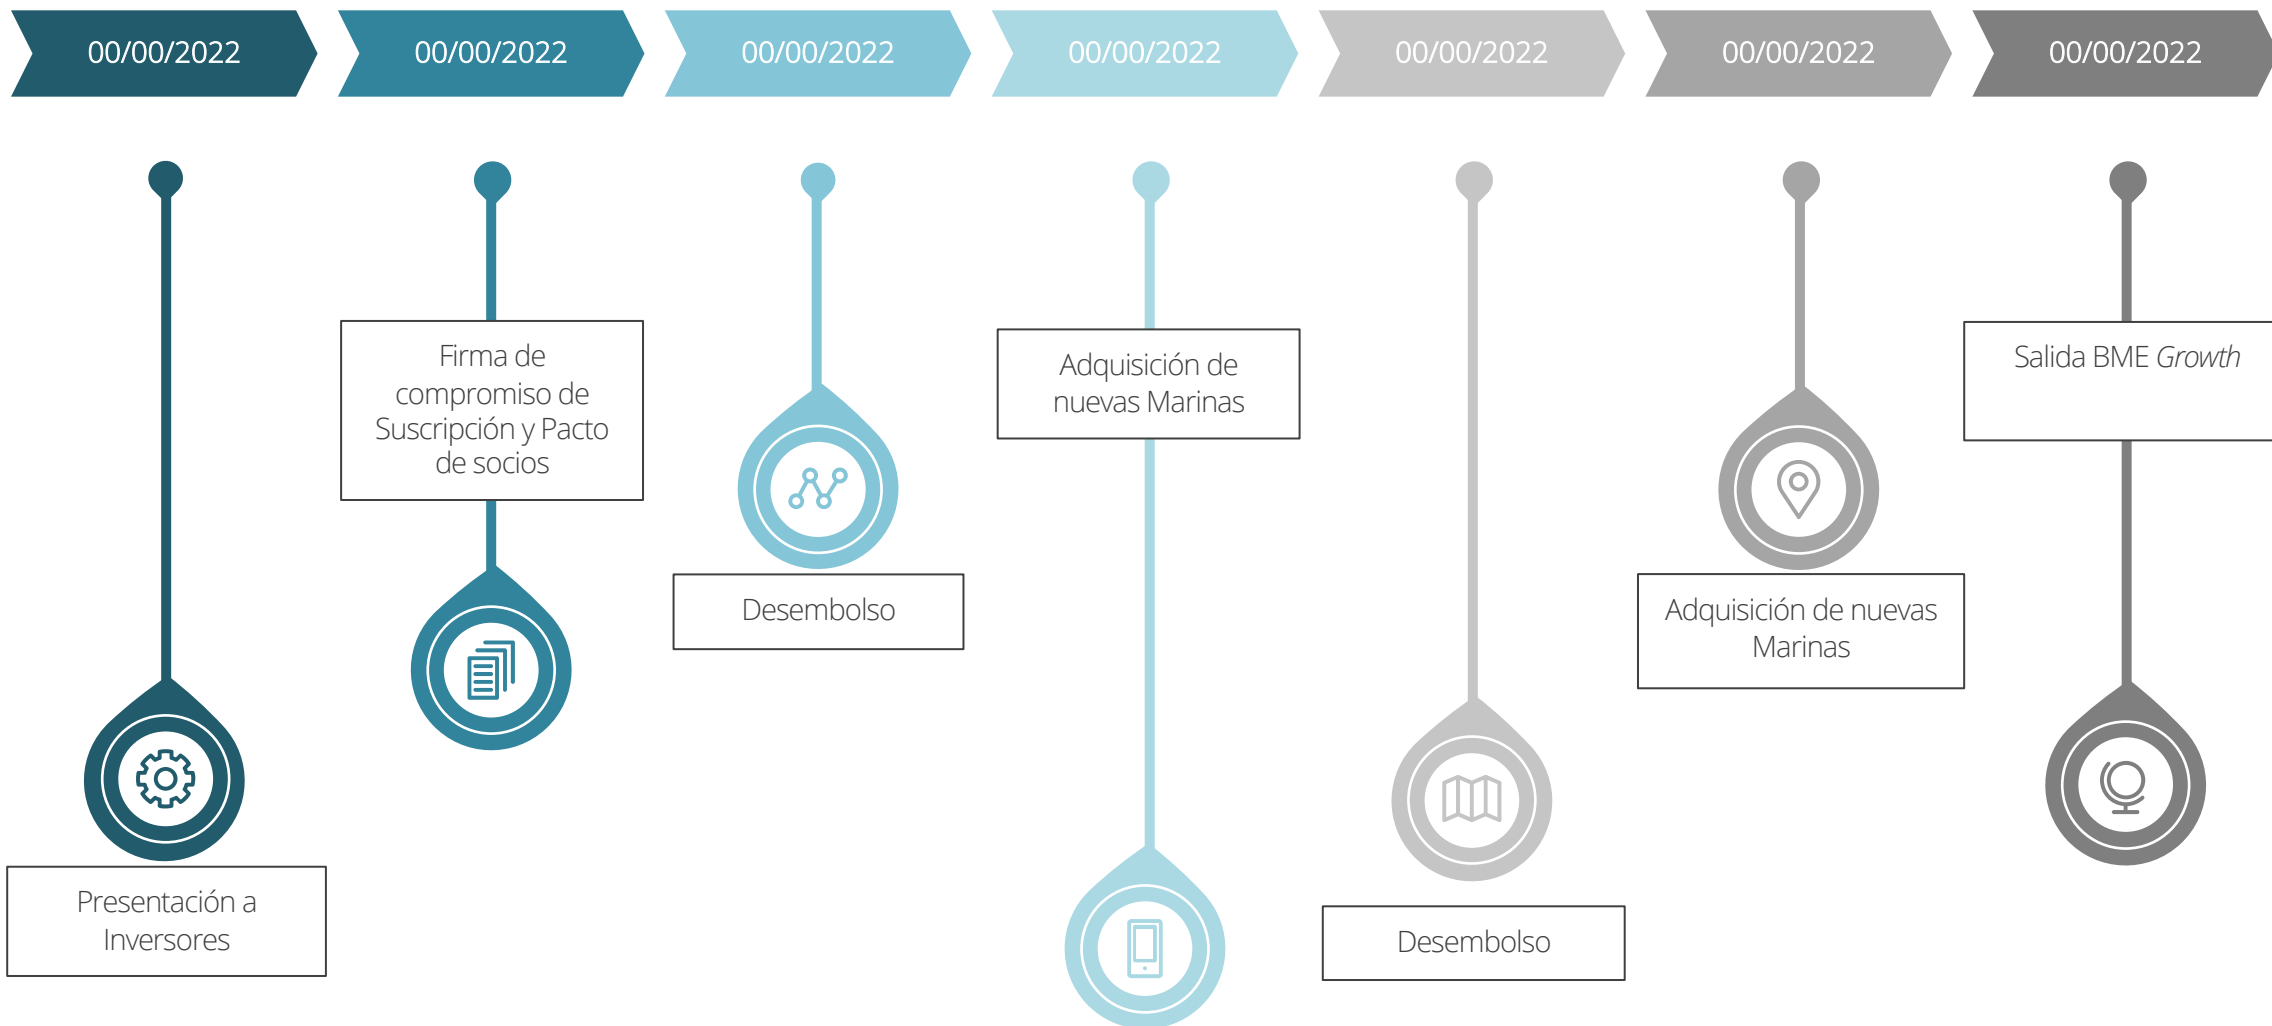 00/00/2022
00/00/2022
00/00/2022
00/00/2022
00/00/2022
00/00/2022
00/00/2022
Presentación a
Inversores
Firma de
compromiso de
Suscripción y Pacto
de socios
Desembolso
Adquisición de
nuevas Marinas
Desembolso
Adquisición de nuevas
Marinas
Salida BME Growth